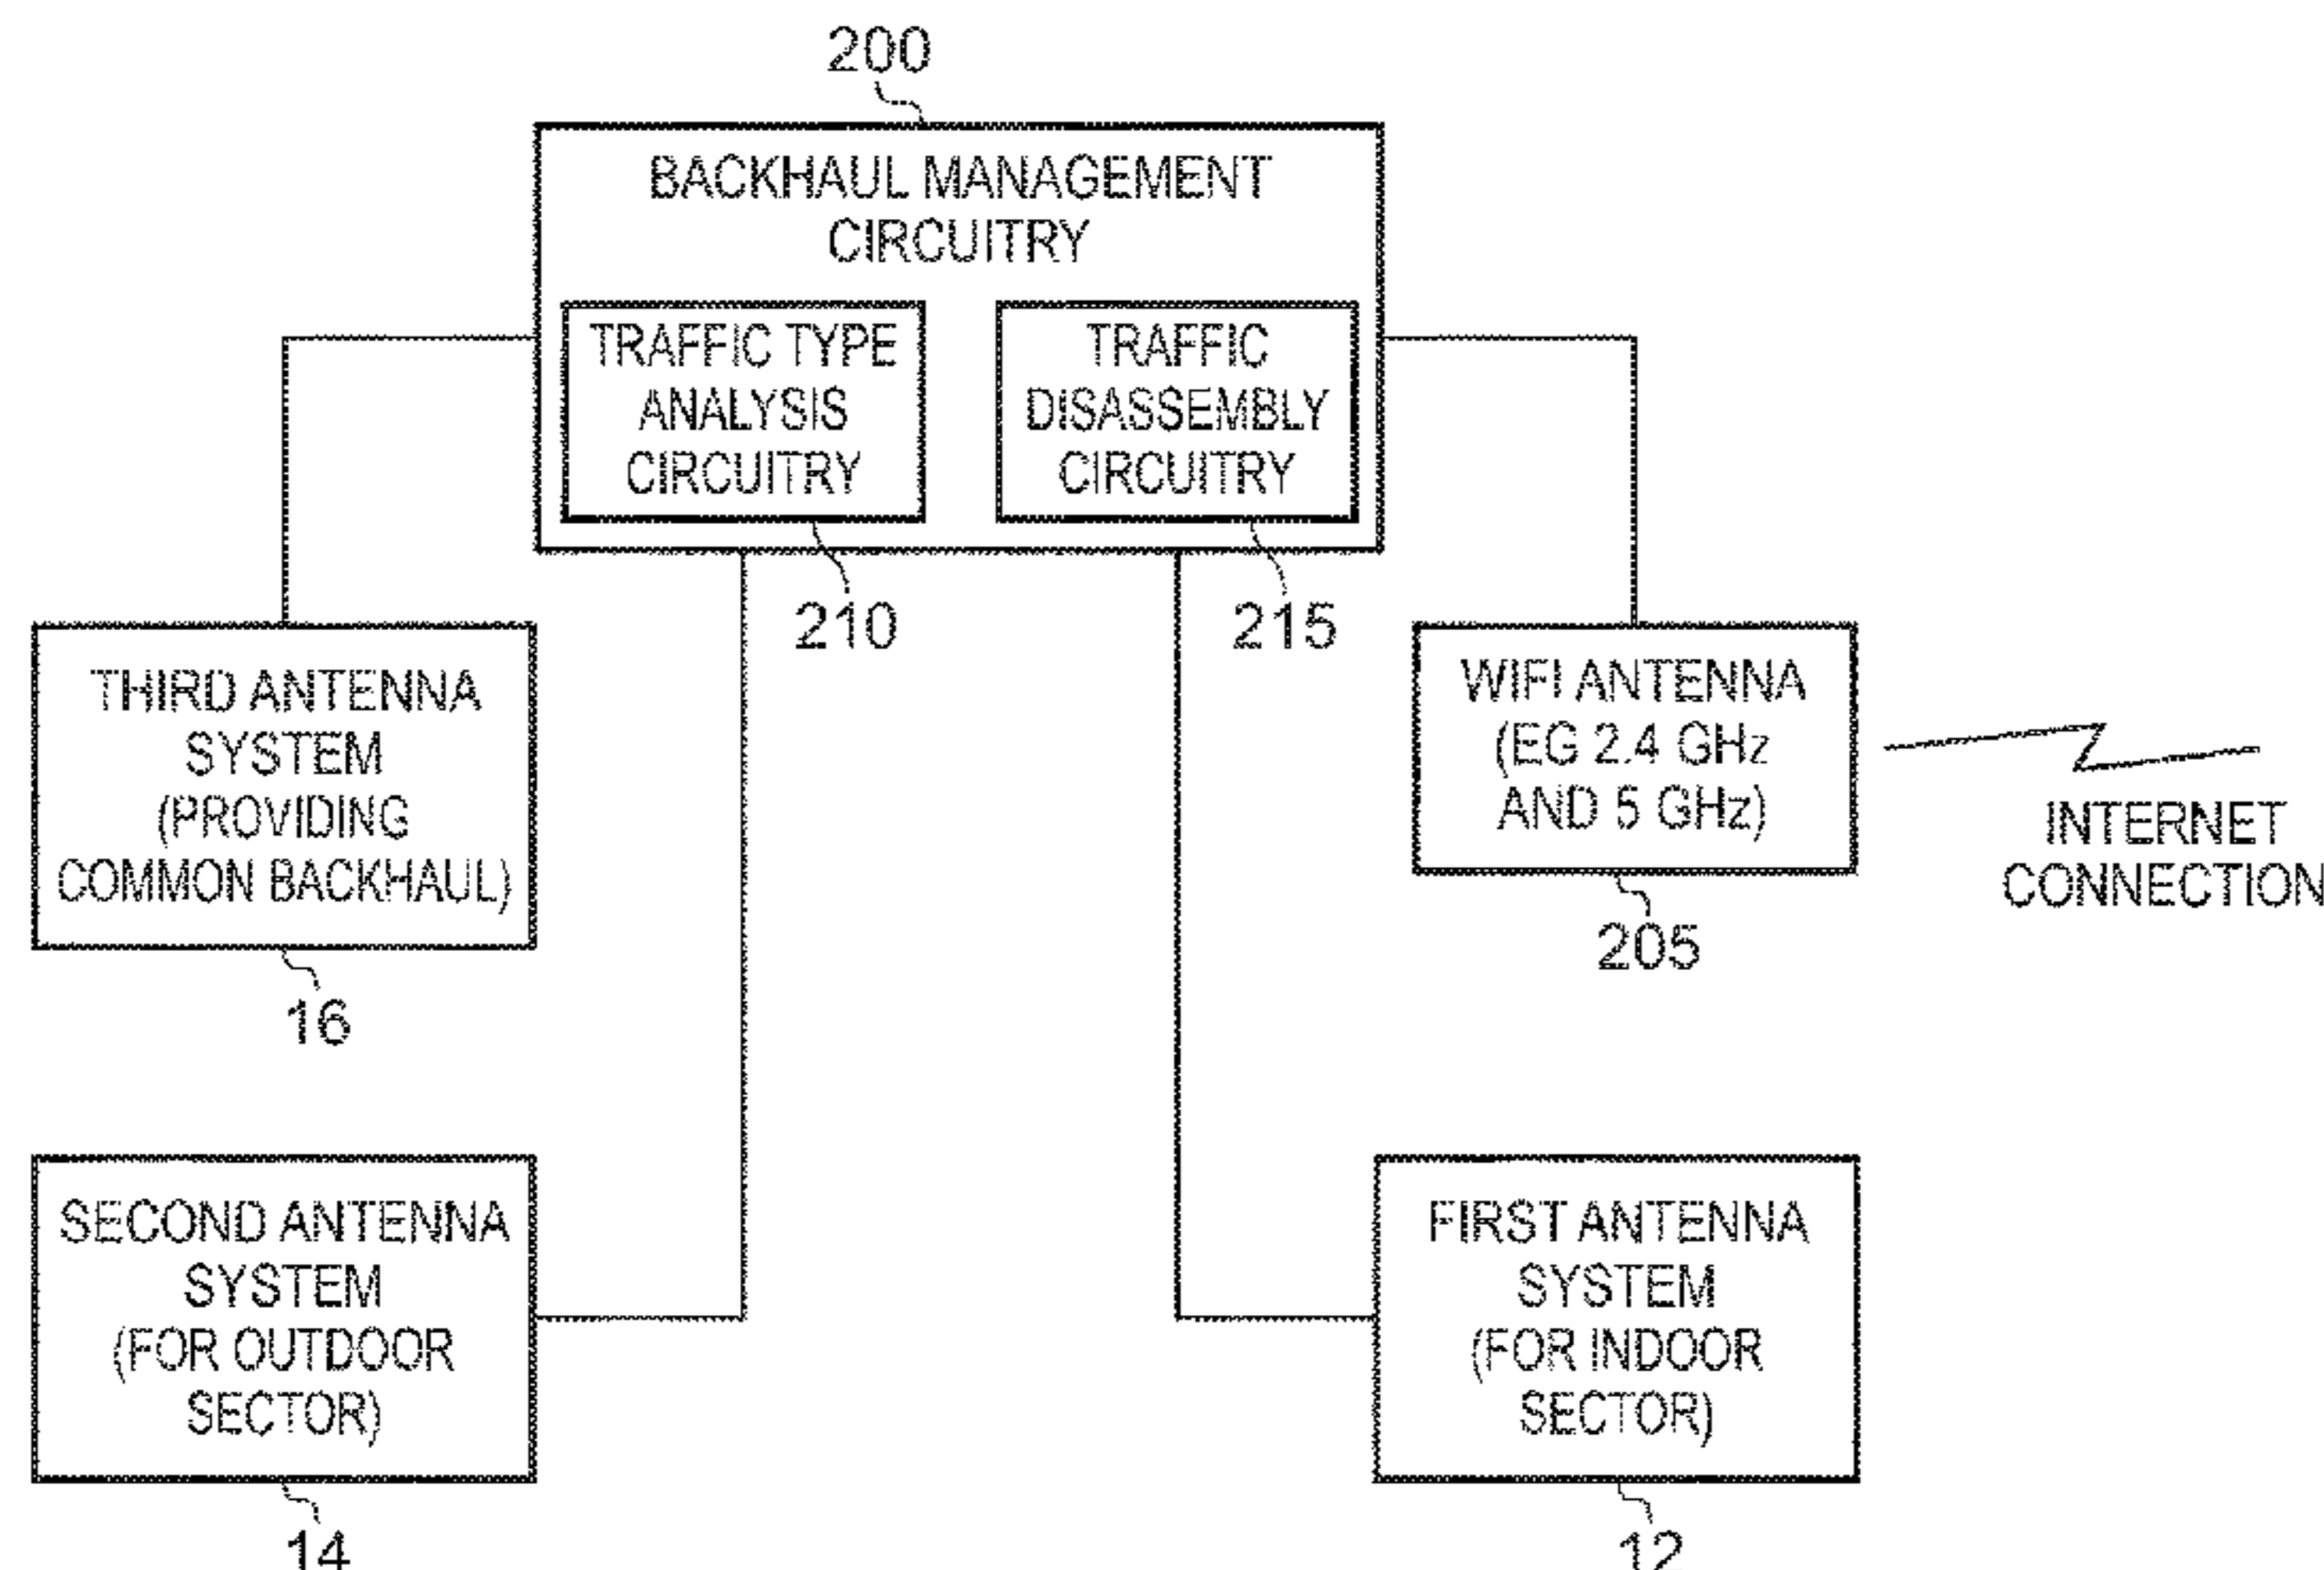 200
BACKHAUL MANAGEMENT
CIRCUITRY
TRAFFIC TYPE
ANALYSIS
CIRCUITRY
TRAFFIC
DISASSEMBLY
CIRCUITRY
210
215
THIRD ANTENNA
SYSTEM
(PROVIDING
COMMON BACKHAUL)
16
WIFI ANTENNA
(EG 2.4 GHz
AND 5 GHz)
205
INTERNET
CONNECTION
SECOND ANTENNA
SYSTEM
(FOR OUTDOOR
SECTOR)
14
FIRST ANTENNA
SYSTEM
(FOR INDOOR
SECTOR)
12